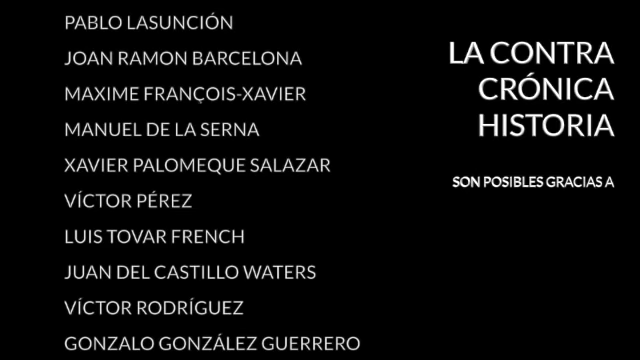 PABLO LASUNCIÓN
JOAN RAMON BARCELONA
MAXIME FRANÇOIS-XAVIER
MANUEL DE LA SERNA
XAVIER PALOMEQUE SALAZAR
VÍCTOR PÉREZ
LUIS TOVAR FRENCH
JUAN DEL CASTILLO WATERS
VÍCTOR RODRÍGUEZ
GONZALO GONZÁLEZ GUERRERO
LA CONTRA
CRÓNICA
HISTORIA
SON POSIBLES GRACIAS A